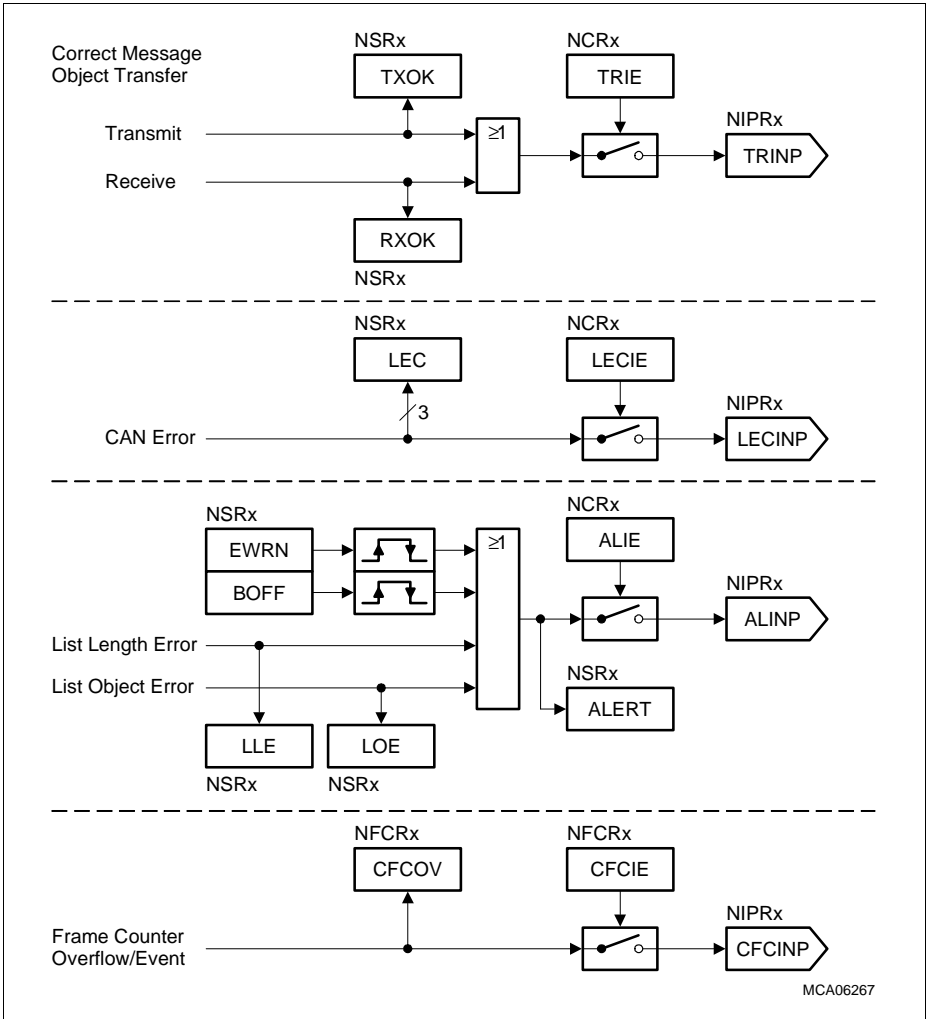 Correct Message
Object Transfer
NSRx
TXOK
NCRx
TRIE
Transmit
≥1
NIPRx
TRINP
Receive
RXOK
NSRx
NSRx
LEC
NCRx
LECIE
3
NIPRx
CAN Error
LECINP
NSRx
EWRN
BOFF
≥1
NCRx
ALIE
NIPRx
ALINP
List Length Error
List Object Error
NSRx
ALERT
LLE
LOE
NSRx
NSRx
NFCRx
CFCOV
NFCRx
CFCIE
NIPRx
Frame Counter
Overflow/Event
CFCINP
MCA06267